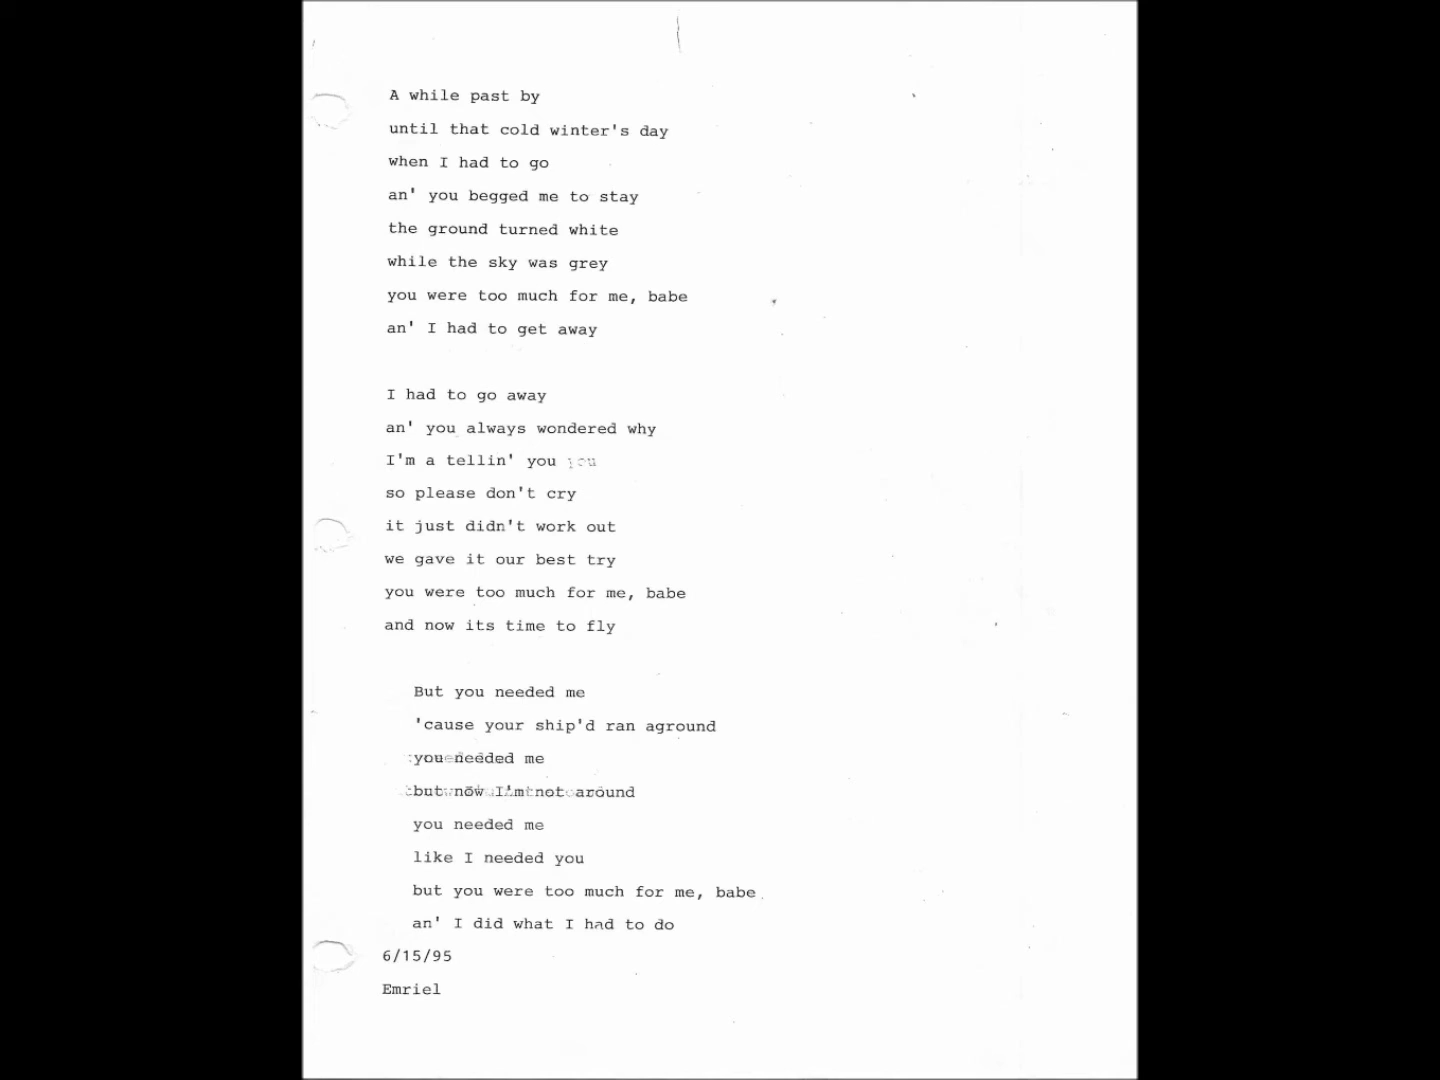 A while past by
until that cold winter's day
when I had to go
an' you begged me to stay
the ground turned white
while the sky was grey
you were too much for me, babe
an' I had to get away
I had to go away
an' you always wondered why
I'm a tellin' you you
so please don't cry
it just didn't work out
we gave it our best try
you were too much for me, babe
and now its time to fly
But you needed me
'cause your ship'd ran aground
you needed me
but now I'm not around
you needed me
like I needed you
but you were too much for me, babe
an' I did what I had to do
6/15/95
Emriel